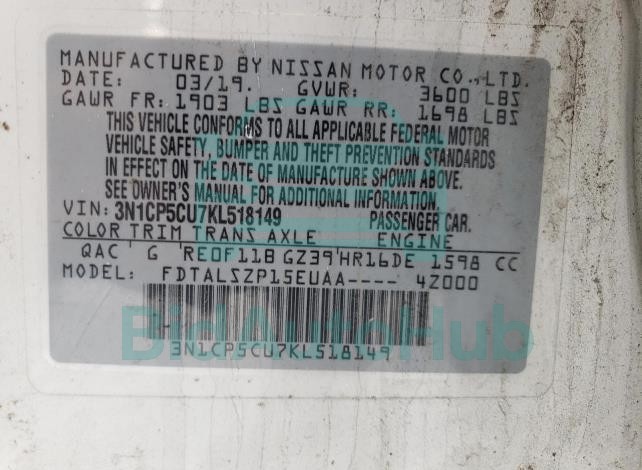 MANUFACTURED BY NISSAN MOTOR CO., LTD.
DATE: 03/19. GVWR: 3600 LBS
GAWR FR: 1903 LBS GAWR RR: 1698 LBS
THIS VEHICLE CONFORMS TO ALL APPLICABLE FEDERAL MOTOR
VEHICLE SAFETY, BUMPER AND THEFT PREVENTION STANDARDS
IN EFFECT ON THE DATE OF MANUFACTURE SHOWN ABOVE.
SEE OWNER'S MANUAL FOR ADDITIONAL INFORMATION.
VIN: 3N1CP5CU7KL518149 PASSENGER CAR.
COLOR TRIM TRANS AXLE ENGINE
QAC G RE0F11B GZ39 HR16DE 1598 CC
MODEL: FDTALSZP15EUAA---- 4Z000
3N1CP5CU7KL518149
BidAutoHub